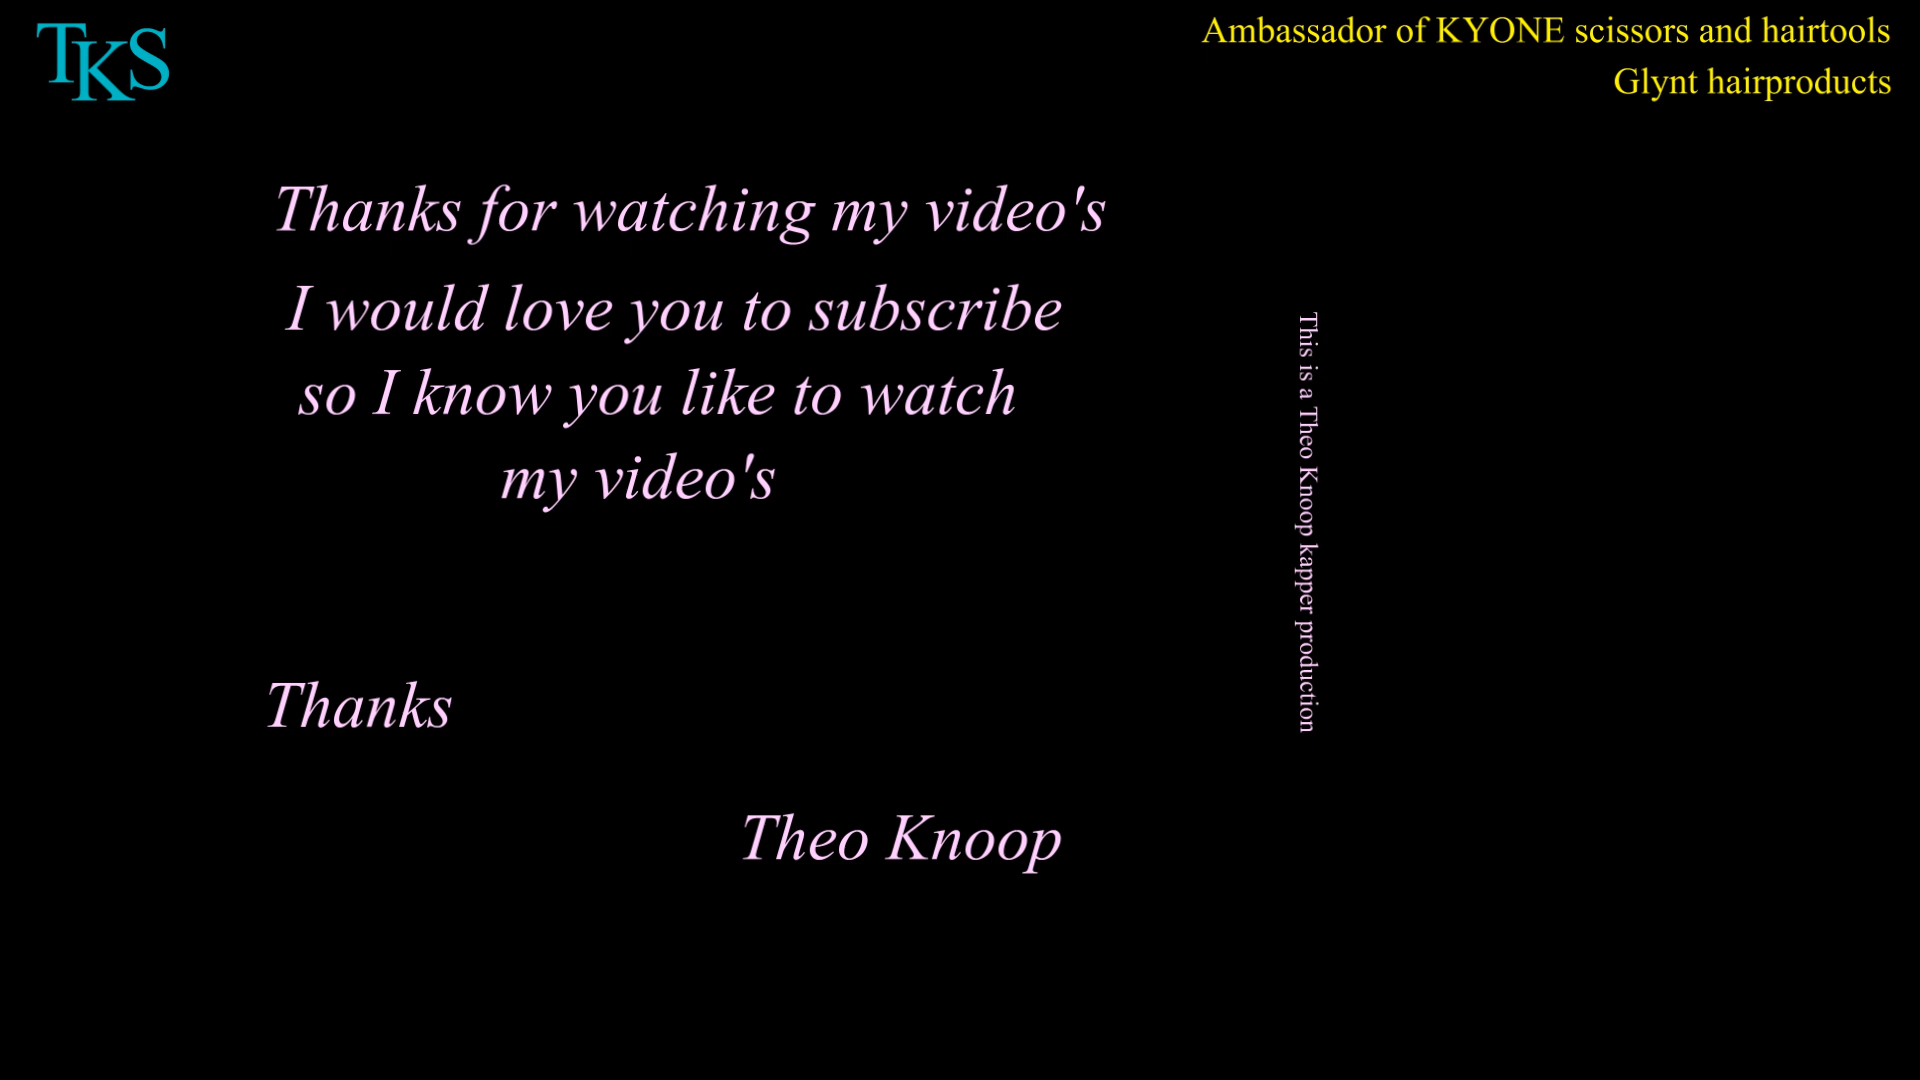 TKS
Ambassador of KYONE scissors and hairtools
Glynt hairproducts
Thanks for watching my video's
I would love you to subscribe
so I know you like to watch
my video's
This is a Theo Knoop kapper production
Thanks
Theo Knoop